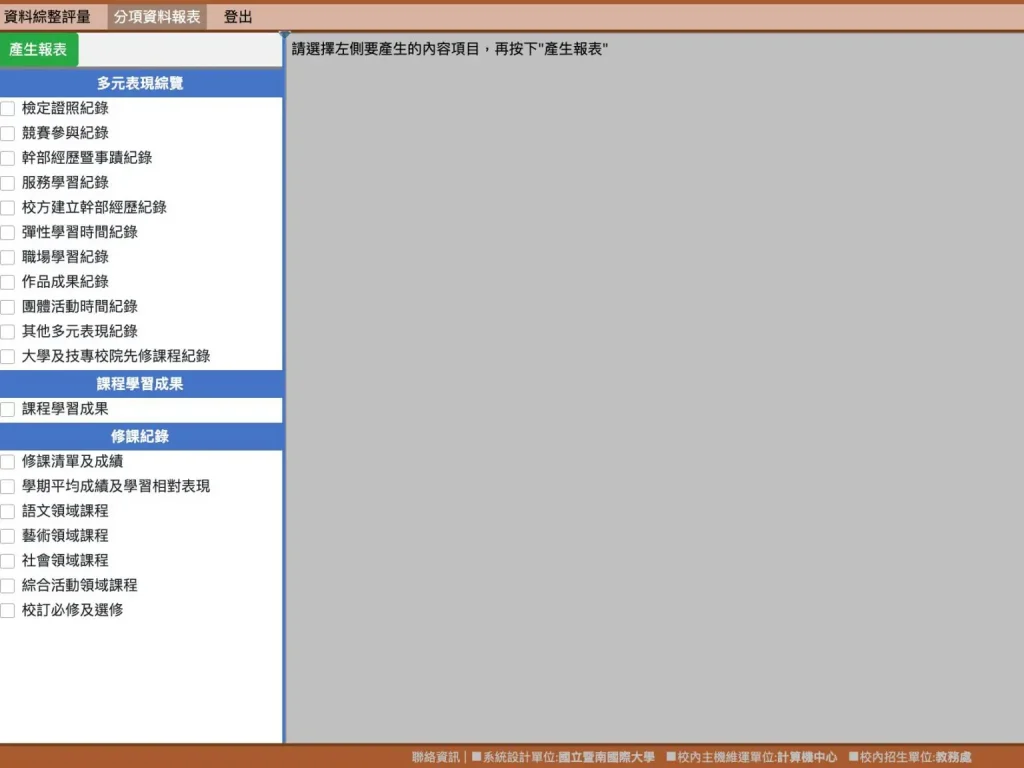 資料綜整評量 分項資料報表 登出
產生報表
請選擇左側要產生的內容項目，再按下"產生報表"
多元表現綜覽
檢定證照紀錄
競賽參與紀錄
幹部經歷暨事蹟紀錄
服務學習紀錄
校方建立幹部經歷紀錄
彈性學習時間紀錄
職場學習紀錄
作品成果紀錄
團體活動時間紀錄
其他多元表現紀錄
大學及技專校院先修課程紀錄
課程學習成果
課程學習成果
修課紀錄
修課清單及成績
學期平均成績及學習相對表現
語文領域課程
藝術領域課程
社會領域課程
綜合活動領域課程
校訂必修及選修
聯絡資訊 | ■系統設計單位:國立暨南國際大學 ■校內主機維運單位:計算機中心 ■校內招生單位:教務處